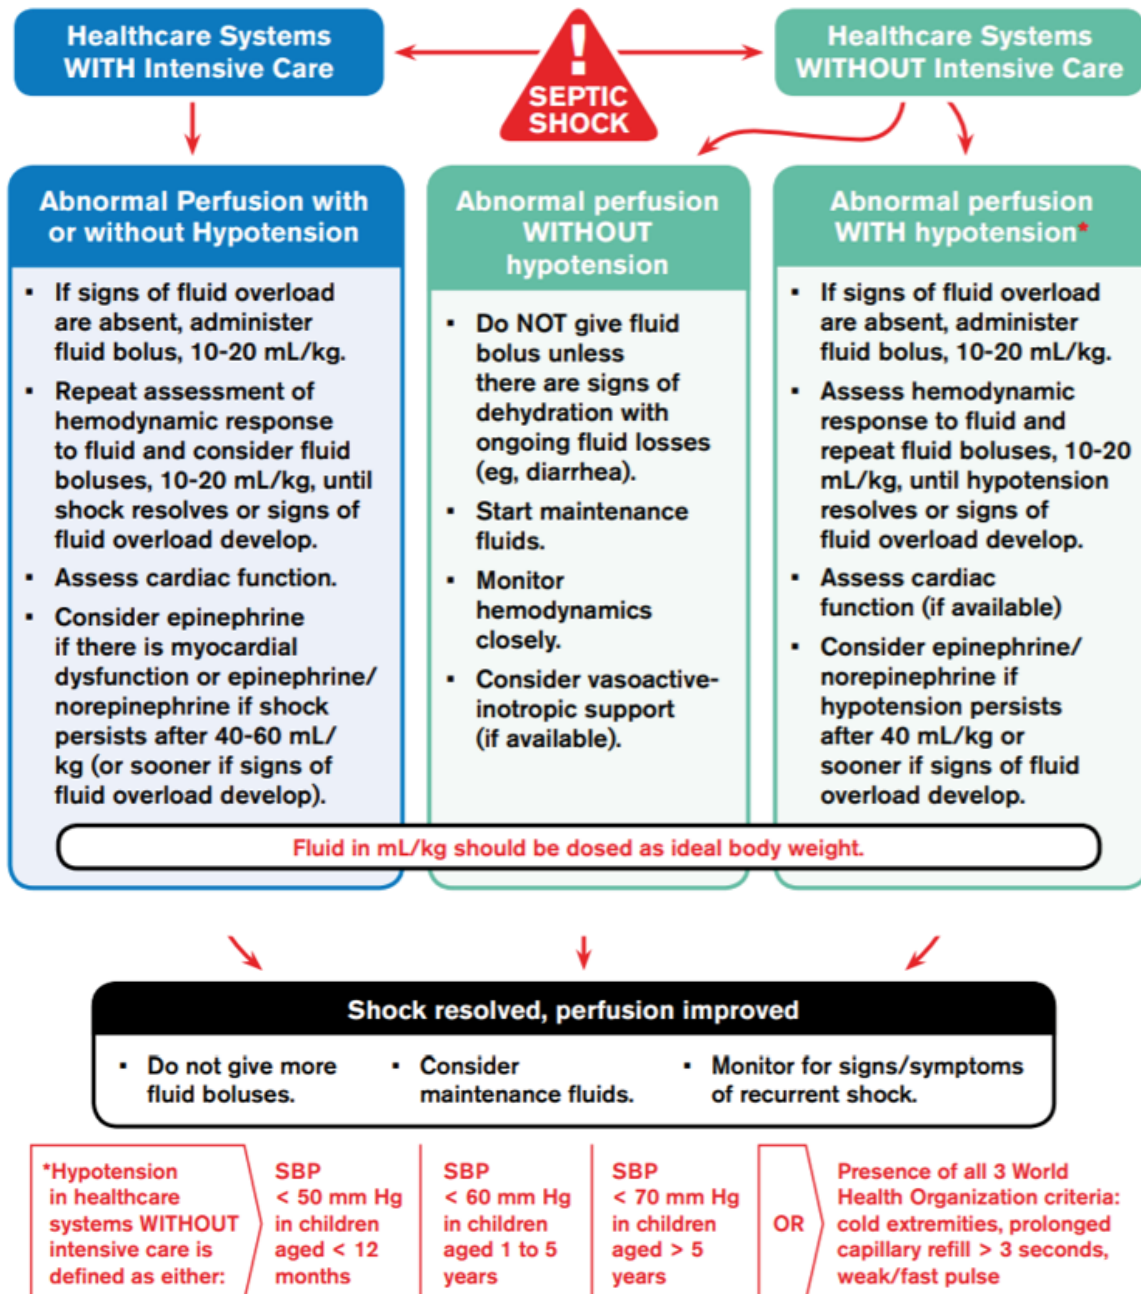 Healthcare Systems
WITH Intensive Care
!
SEPTIC
SHOCK
Healthcare Systems
WITHOUT Intensive Care
Abnormal Perfusion with
or without Hypotension
▪ If signs of fluid overload
are absent, administer
fluid bolus, 10-20 mL/kg.
▪ Repeat assessment of
hemodynamic response
to fluid and consider fluid
boluses, 10-20 mL/kg, until
shock resolves or signs of
fluid overload develop.
▪ Assess cardiac function.
▪ Consider epinephrine
if there is myocardial
dysfunction or epinephrine/
norepinephrine if shock
persists after 40-60 mL/
kg (or sooner if signs of
fluid overload develop).
Abnormal perfusion
WITHOUT
hypotension
▪ Do NOT give fluid
bolus unless
there are signs of
dehydration with
ongoing fluid losses
(eg, diarrhea).
▪ Start maintenance
fluids.
▪ Monitor
hemodynamics
closely.
▪ Consider vasoactive-
inotropic support
(if available).
Abnormal perfusion
WITH hypotension*
▪ If signs of fluid overload
are absent, administer
fluid bolus, 10-20 mL/kg.
▪ Assess hemodynamic
response to fluid and
repeat fluid boluses, 10-20
mL/kg, until hypotension
resolves or signs of
fluid overload develop.
▪ Assess cardiac
function (if available)
▪ Consider epinephrine/
norepinephrine if
hypotension persists
after 40 mL/kg or
sooner if signs of fluid
overload develop.
Fluid in mL/kg should be dosed as ideal body weight.
Shock resolved, perfusion improved
▪ Do not give more
fluid boluses.
▪ Consider
maintenance fluids.
▪ Monitor for signs/symptoms
of recurrent shock.
*Hypotension
in healthcare
systems WITHOUT
intensive care is
defined as either:
SBP
< 50 mm Hg
in children
aged < 12
months
SBP
< 60 mm Hg
in children
aged 1 to 5
years
SBP
< 70 mm Hg
in children
aged > 5
years
OR
Presence of all 3 World
Health Organization criteria:
cold extremities, prolonged
capillary refill > 3 seconds,
weak/fast pulse